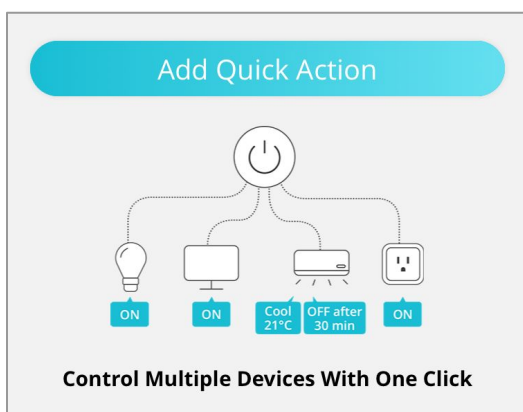 Add Quick Action
ON
ON
Cool
21°C
OFF after
30 min
ON
Control Multiple Devices With One Click